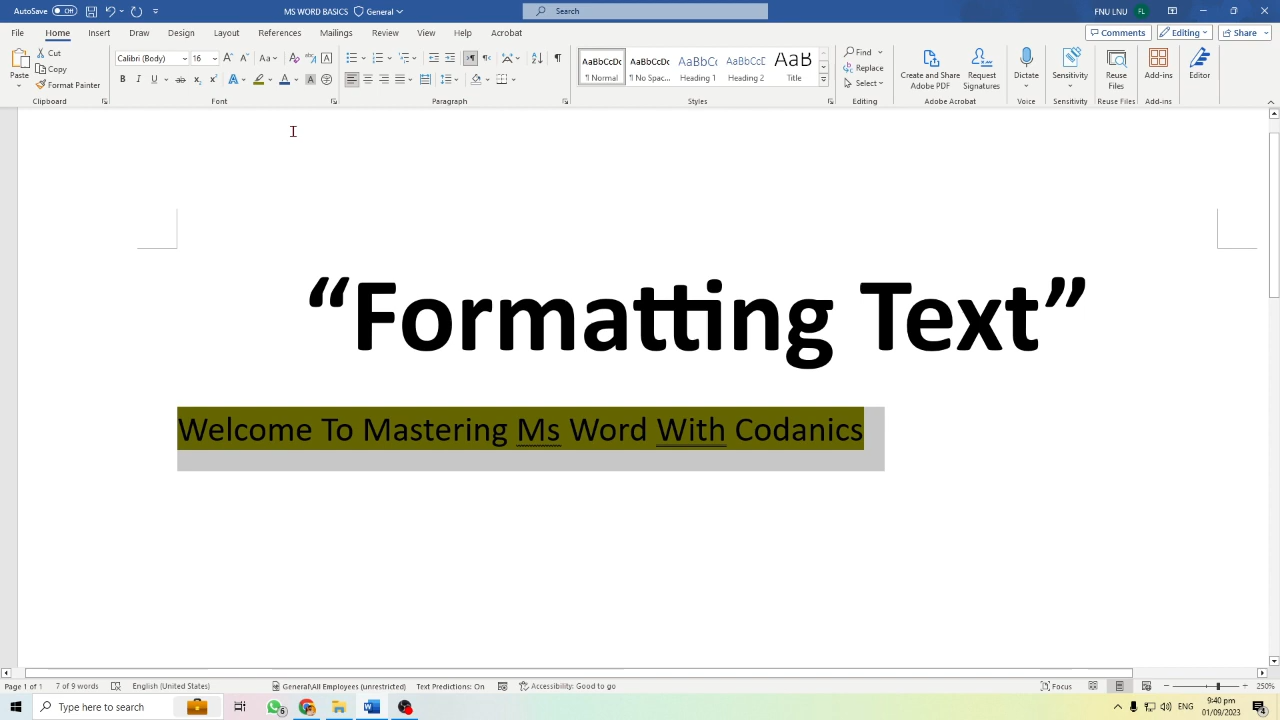 AutoSave Off MS WORD BASICS General Search FNU LNU FL
File Home Insert Draw Design Layout References Mailings Review View Help Acrobat Comments Editing Share
Paste Cut Copy Format Painter
Calibri (Body) 16
AaBbCcDc AaBbCcDc AaBbCc AaBbCcD AaB
¶ Normal ¶ No Spac... Heading 1 Heading 2 Title
Find Replace Select
Create and Share Adobe PDF Request Signatures Dictate Sensitivity Reuse Files Add-ins Editor
Clipboard Font Paragraph Styles Editing Adobe Acrobat Voice Sensitivity Reuse Files Add-ins
“Formatting Text”
Welcome To Mastering Ms Word With Codanics
Page 1 of 1 7 of 9 words English (United States) General\All Employees (unrestricted) Text Predictions: On Accessibility: Good to go Focus 250%
Type here to search ENG 9:40 pm
01/09/2023